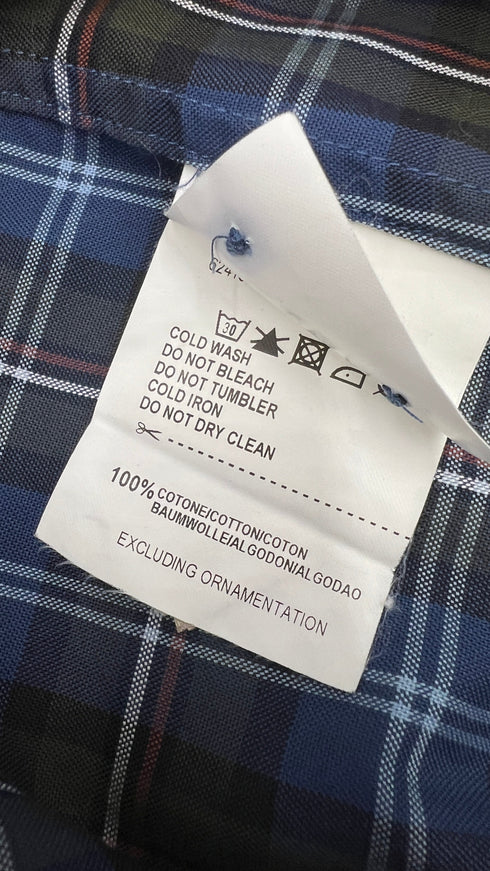 30
COLD WASH
DO NOT BLEACH
DO NOT TUMBLER
COLD IRON
DO NOT DRY CLEAN
100% COTONE/COTTON/COTON
BAUMWOLLE/ALGODON/ALGODAO
EXCLUDING ORNAMENTATION